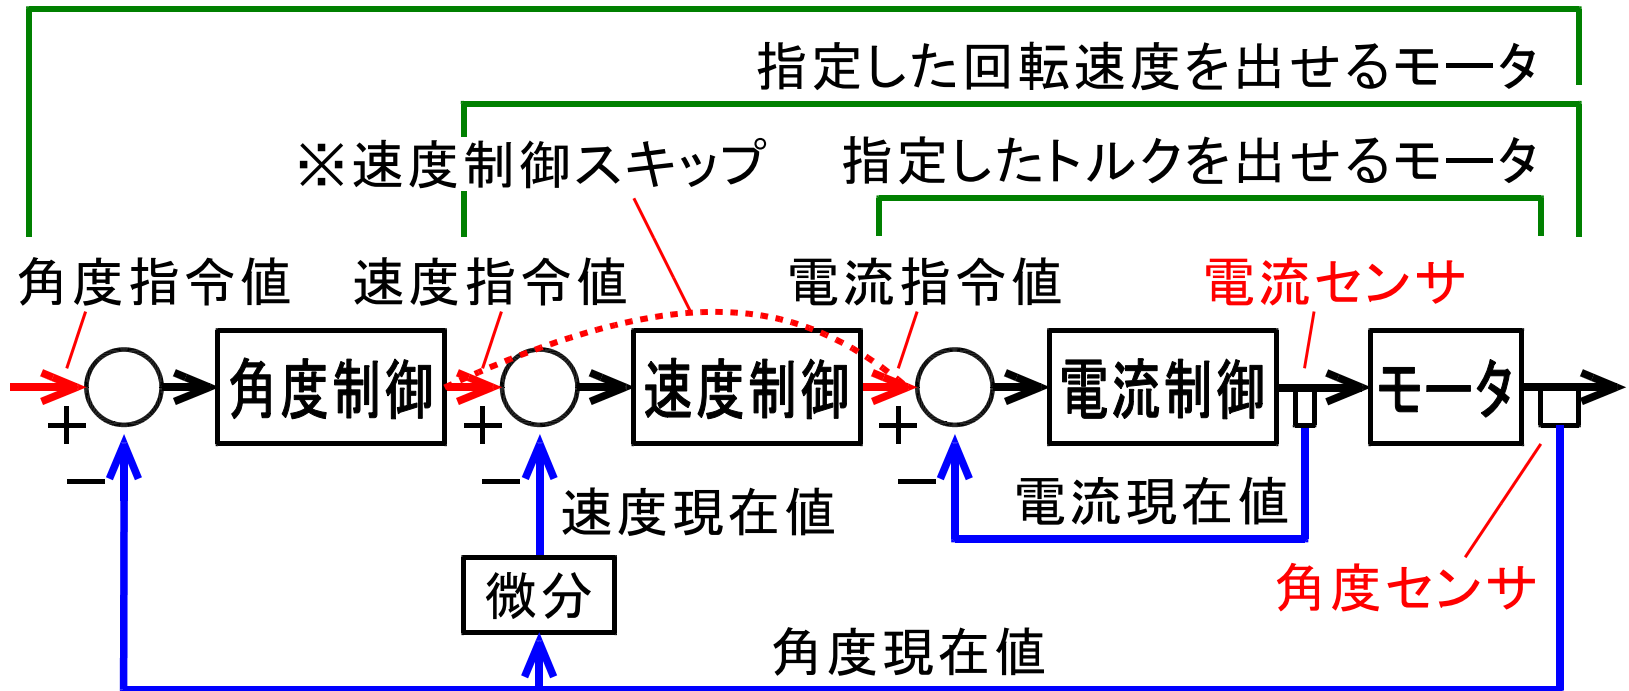 指定した回転速度を出せるモータ
※速度制御スキップ
指定したトルクを出せるモータ
角度指令値
速度指令値
電流指令値
電流センサ
角度制御
速度制御
電流制御
モータ
+
+
+
−
−
−
速度現在値
電流現在値
微分
角度センサ
角度現在値